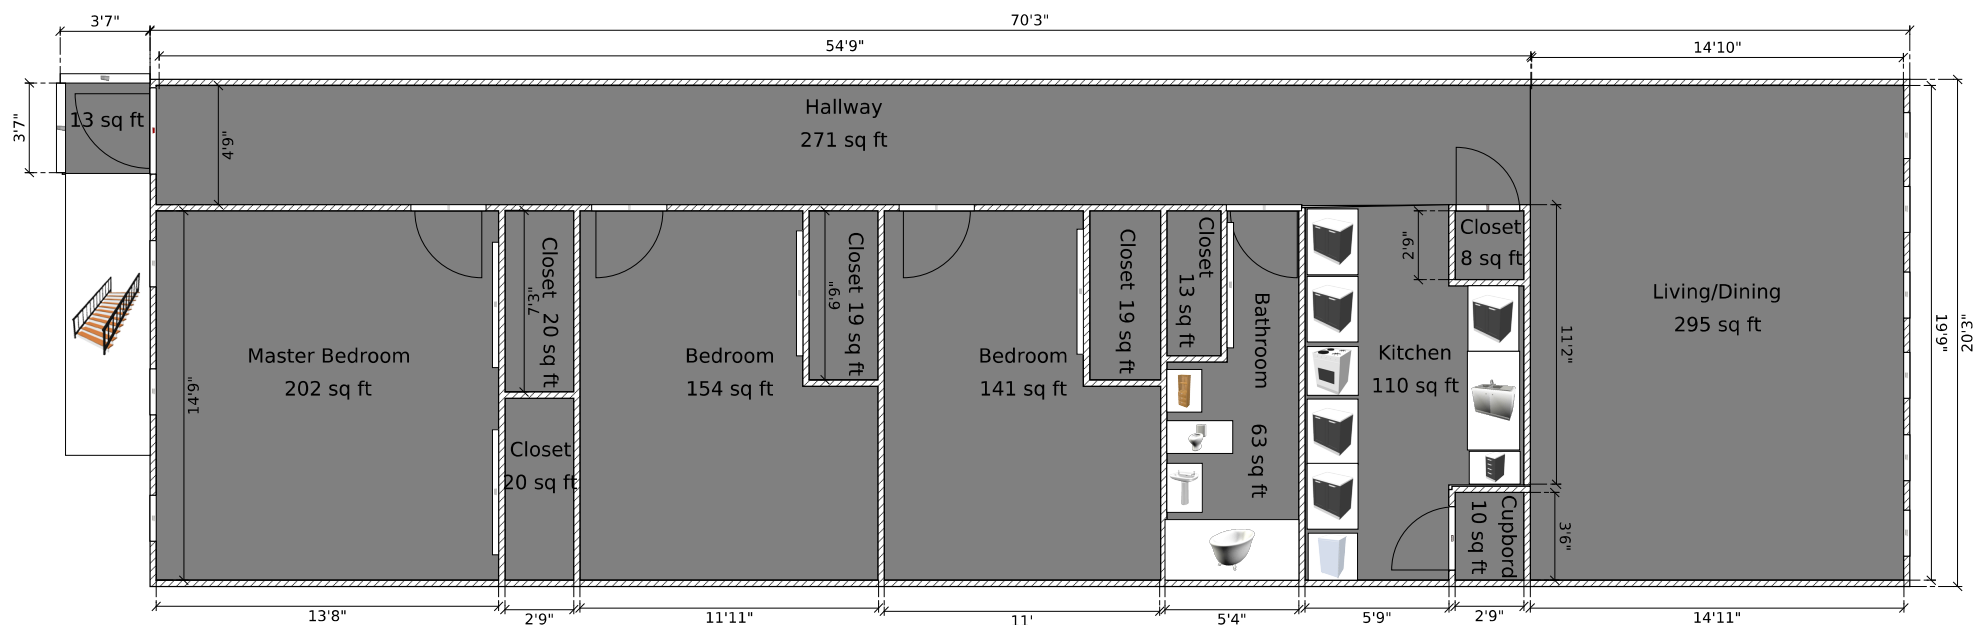 3'7"
70'3"
54'9"
14'10"
3'7"
13 sq ft
4'9"
Hallway
271 sq ft
Master Bedroom
202 sq ft
14'9"
Closet 20 sq ft
7'3"
Closet
20 sq ft
Bedroom
154 sq ft
Closet 19 sq ft
6'9"
Bedroom
141 sq ft
Closet 19 sq ft
Closet
13 sq ft
Bathroom
63 sq ft
Kitchen
110 sq ft
2'9"
Closet
8 sq ft
11'2"
Cupbord
10 sq ft
3'6"
Living/Dining
295 sq ft
19'6"
20'3"
13'8"
2'9"
11'11"
11'
5'4"
5'9"
2'9"
14'11"